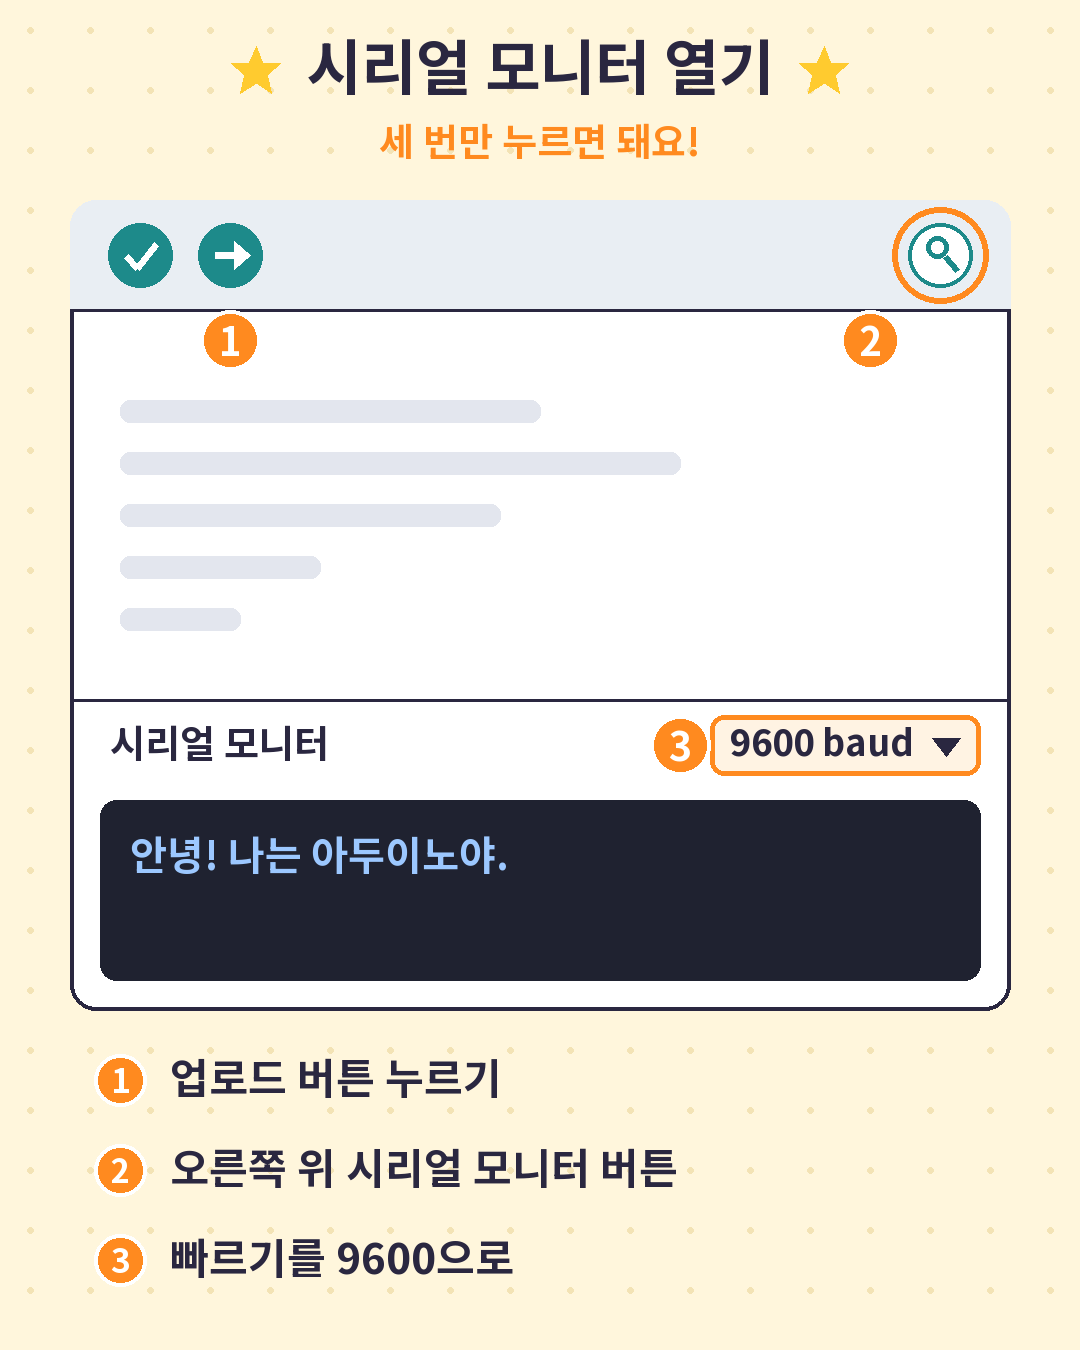 시리얼 모니터 열기
세 번만 누르면 돼요!
1
2
시리얼 모니터
3 9600 baud
안녕! 나는 아두이노야.
1 업로드 버튼 누르기
2 오른쪽 위 시리얼 모니터 버튼
3 빠르기를 9600으로